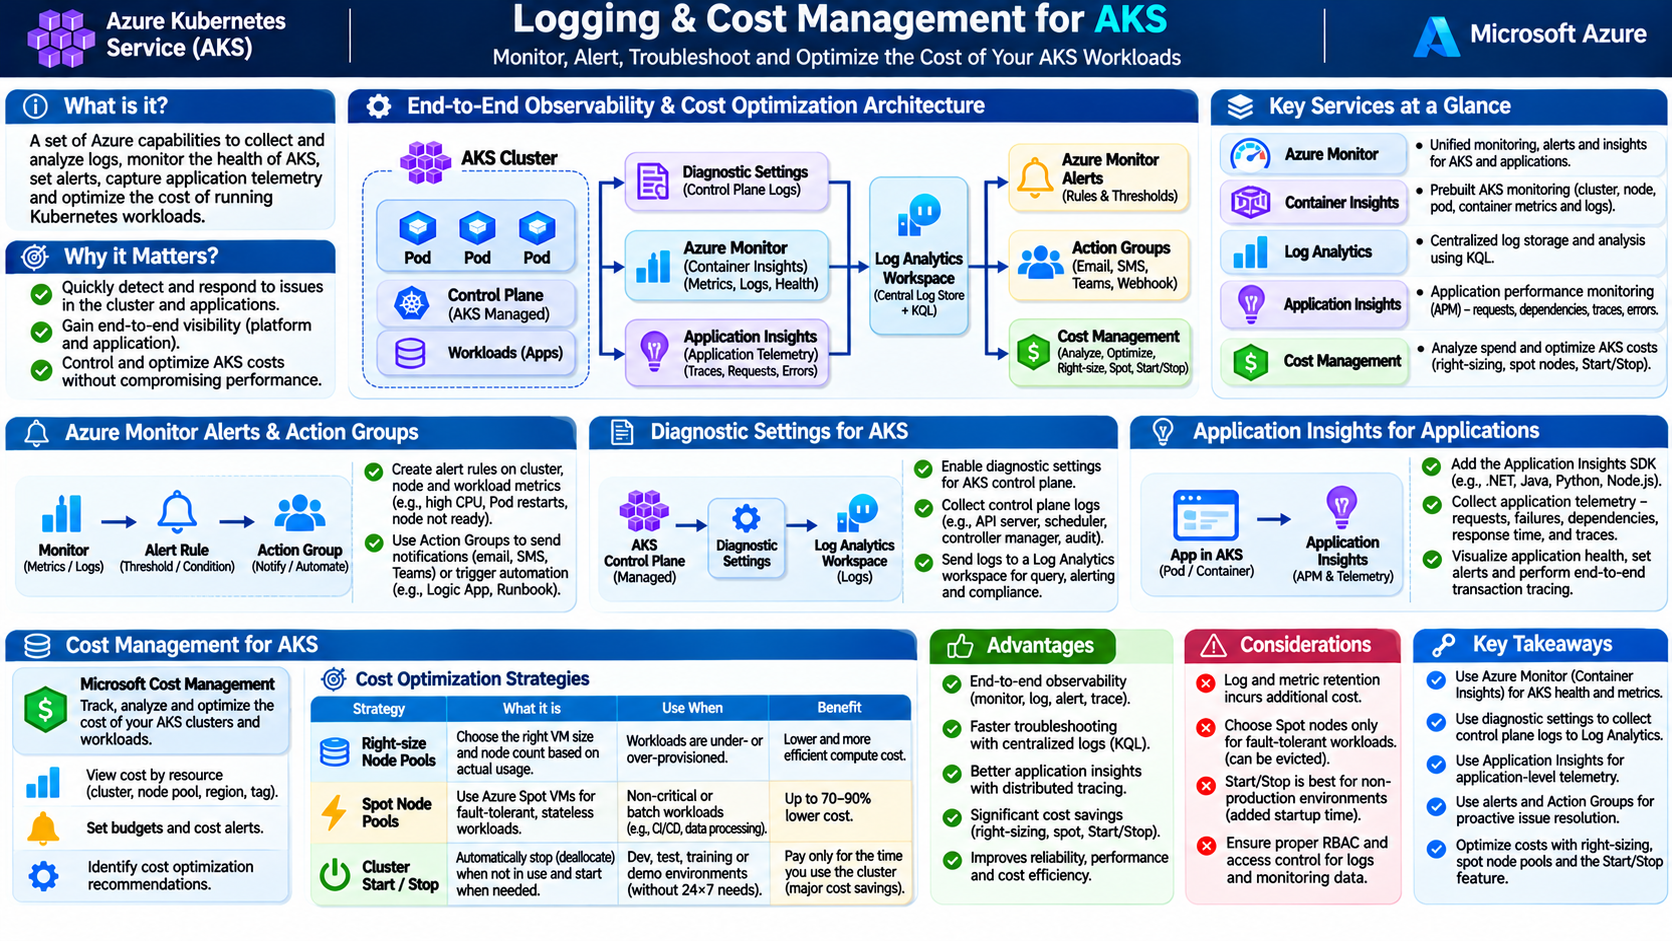 Azure Kubernetes
Service (AKS)
Logging & Cost Management for AKS
Monitor, Alert, Troubleshoot and Optimize the Cost of Your AKS Workloads
Microsoft Azure
What is it?
A set of Azure capabilities to collect and
analyze logs, monitor the health of AKS,
set alerts, capture application telemetry
and optimize the cost of running
Kubernetes workloads.
Why it Matters?
Quickly detect and respond to issues
in the cluster and applications.
Gain end-to-end visibility (platform
and application).
Control and optimize AKS costs
without compromising performance.
End-to-End Observability & Cost Optimization Architecture
AKS Cluster
Pod
Pod
Pod
Control Plane
(AKS Managed)
Workloads (Apps)
Diagnostic Settings
(Control Plane Logs)
Azure Monitor
(Container Insights)
(Metrics, Logs, Health)
Application Insights
(Application Telemetry)
(Traces, Requests, Errors)
Log Analytics
Workspace
(Central Log Store
+ KQL)
Azure Monitor
Alerts
(Rules & Thresholds)
Action Groups
(Email, SMS,
Teams, Webhook)
Cost Management
(Analyze, Optimize,
Right-size, Spot, Start/Stop)
Key Services at a Glance
Azure Monitor
• Unified monitoring, alerts and insights
for AKS and applications.
Container Insights
• Prebuilt AKS monitoring (cluster, node,
pod, container metrics and logs).
Log Analytics
• Centralized log storage and analysis
using KQL.
Application Insights
• Application performance monitoring
(APM) – requests, dependencies, traces, errors.
Cost Management
• Analyze spend and optimize AKS costs
(right-sizing, spot nodes, Start/Stop).
Azure Monitor Alerts & Action Groups
Monitor
(Metrics / Logs)
Alert Rule
(Threshold / Condition)
Action Group
(Notify / Automate)
Create alert rules on cluster,
node and workload metrics
(e.g., high CPU, Pod restarts,
node not ready).
Use Action Groups to send
notifications (email, SMS,
Teams) or trigger automation
(e.g., Logic App, Runbook).
Diagnostic Settings for AKS
AKS
Control Plane
(Managed)
Diagnostic
Settings
Log Analytics
Workspace
(Logs)
Enable diagnostic settings
for AKS control plane.
Collect control plane logs
(e.g., API server, scheduler,
controller manager, audit).
Send logs to a Log Analytics
workspace for query, alerting
and compliance.
Application Insights for Applications
App in AKS
(Pod / Container)
Application
Insights
(APM & Telemetry)
Add the Application Insights SDK
(e.g., .NET, Java, Python, Node.js).
Collect application telemetry –
requests, failures, dependencies,
response time, and traces.
Visualize application health, set
alerts and perform end-to-end
transaction tracing.
Cost Management for AKS
Microsoft Cost Management
Track, analyze and optimize the
cost of your AKS clusters and
workloads.
View cost by resource
(cluster, node pool, region, tag).
Set budgets and cost alerts.
Identify cost optimization
recommendations.
Cost Optimization Strategies
Strategy
What it is
Use When
Benefit
Right-size
Node Pools
Choose the right VM size
and node count based on
actual usage.
Workloads are under- or
over-provisioned.
Lower and more
efficient compute cost.
Spot Node
Pools
Use Azure Spot VMs for
fault-tolerant, stateless
workloads.
Non-critical or
batch workloads
(e.g., CI/CD, data processing).
Up to 70–90%
lower cost.
Cluster
Start / Stop
Automatically stop (deallocate)
when not in use and start
when needed.
Dev, test, training or
demo environments
(without 24×7 needs).
Pay only for the time
you use the cluster
(major cost savings).
Advantages
End-to-end observability
(monitor, log, alert, trace).
Faster troubleshooting
with centralized logs (KQL).
Better application insights
with distributed tracing.
Significant cost savings
(right-sizing, spot, Start/Stop).
Improves reliability, performance
and cost efficiency.
Considerations
Log and metric retention
incurs additional cost.
Choose Spot nodes only
for fault-tolerant workloads.
(can be evicted).
Start/Stop is best for non-
production environments
(added startup time).
Ensure proper RBAC and
access control for logs
and monitoring data.
Key Takeaways
Use Azure Monitor (Container
Insights) for AKS health and metrics.
Use diagnostic settings to collect
control plane logs to Log Analytics.
Use Application Insights for
application-level telemetry.
Use alerts and Action Groups for
proactive issue resolution.
Optimize costs with right-sizing,
spot node pools and the Start/Stop
feature.